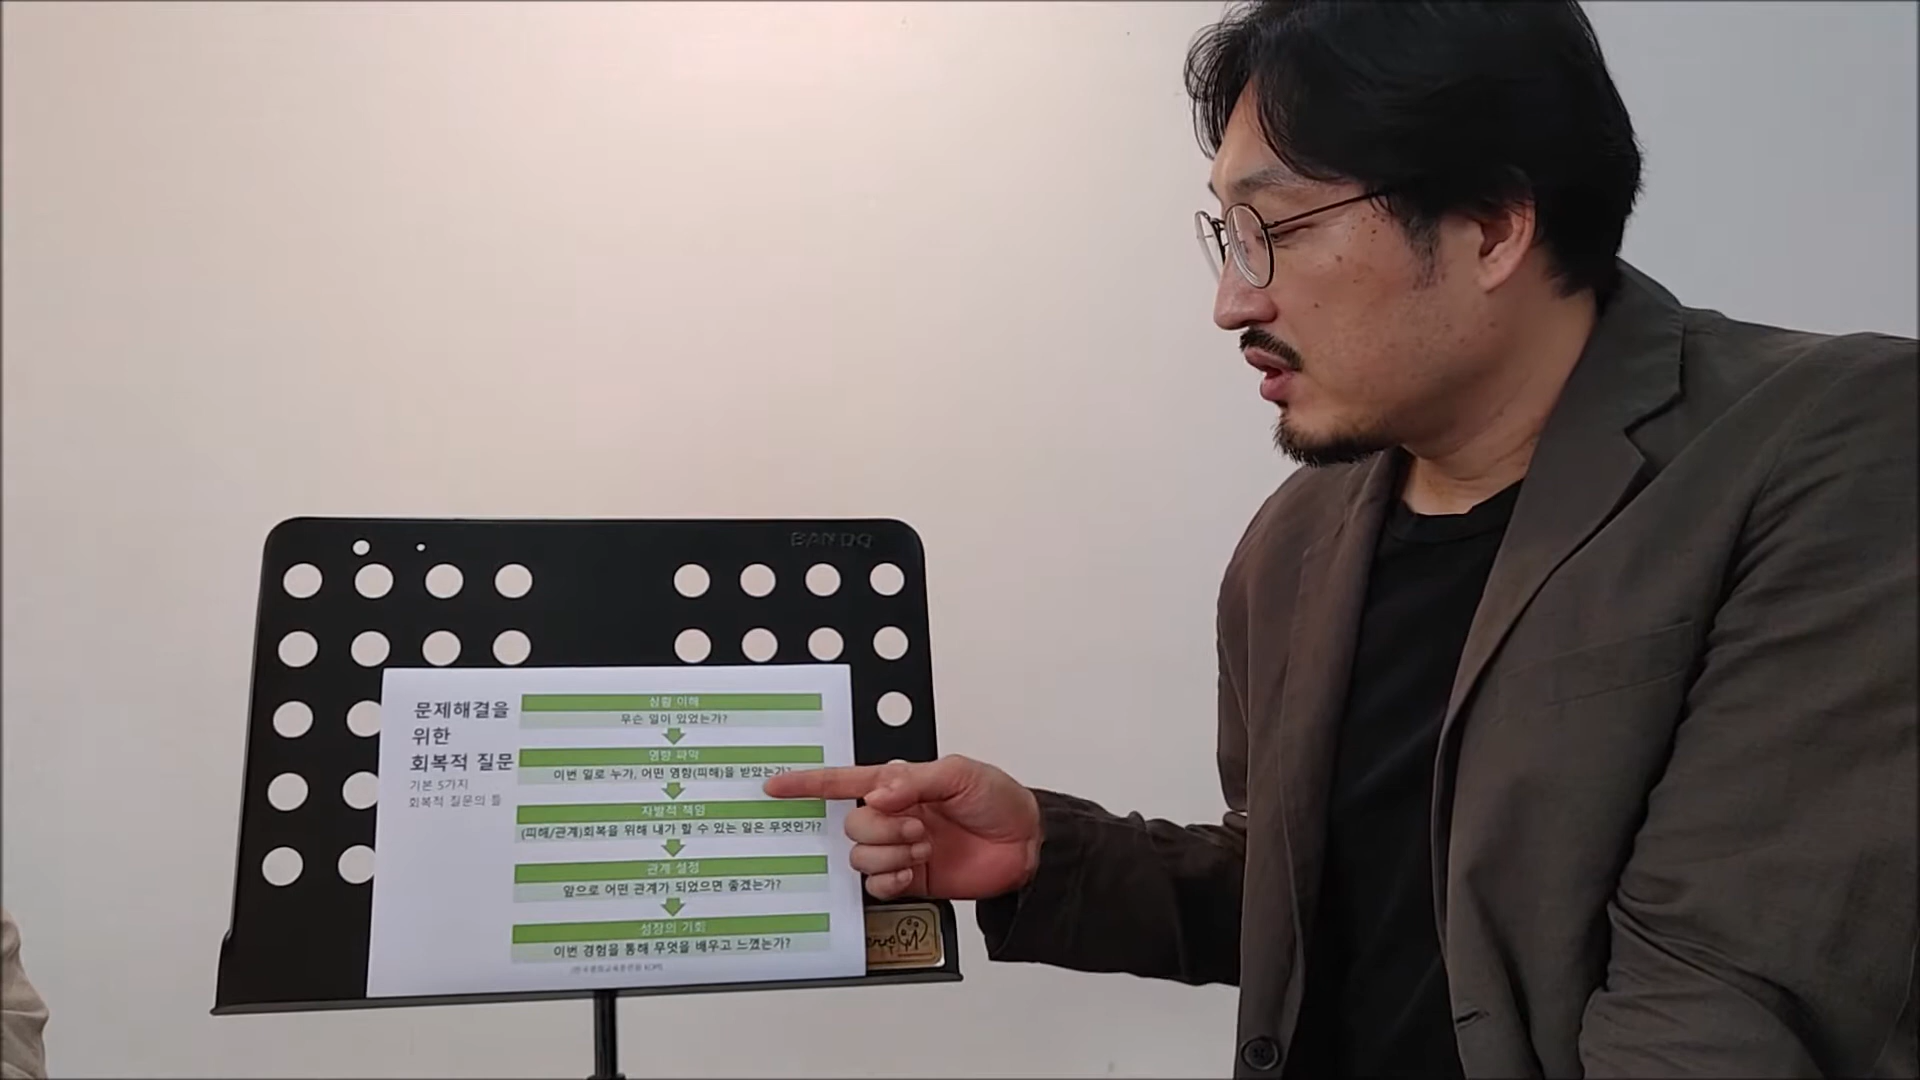 BANDO
문제해결을
위한
회복적 질문
기본 5가지
회복적 질문의 틀
상황 이해
무슨 일이 있었는가?
영향 파악
이번 일로 누가, 어떤 영향(피해)을 받았는가?
자발적 책임
(피해/관계)회복을 위해 내가 할 수 있는 일은 무엇인가?
관계 설정
앞으로 어떤 관계가 되었으면 좋겠는가?
성장의 기회
이번 경험을 통해 무엇을 배우고 느꼈는가?